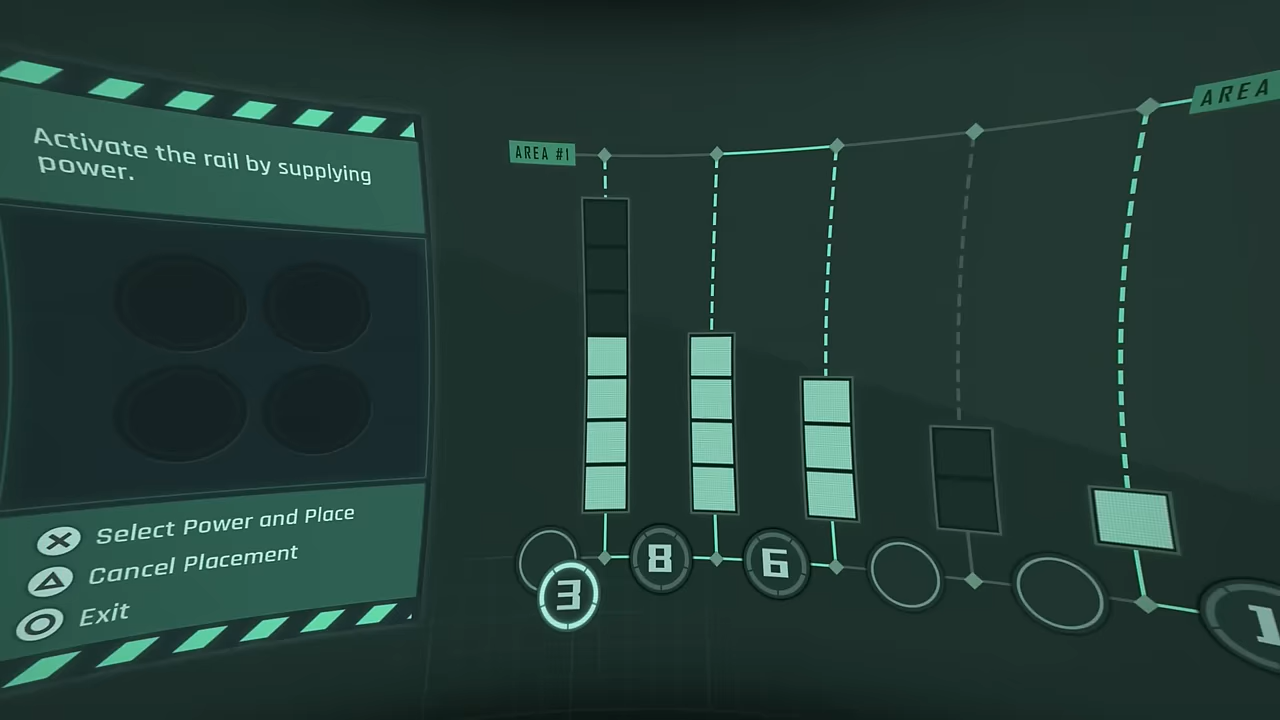 Activate the rail by supplying
power.
Select Power and Place
Cancel Placement
Exit
AREA #1
AREA
3
8
6
1